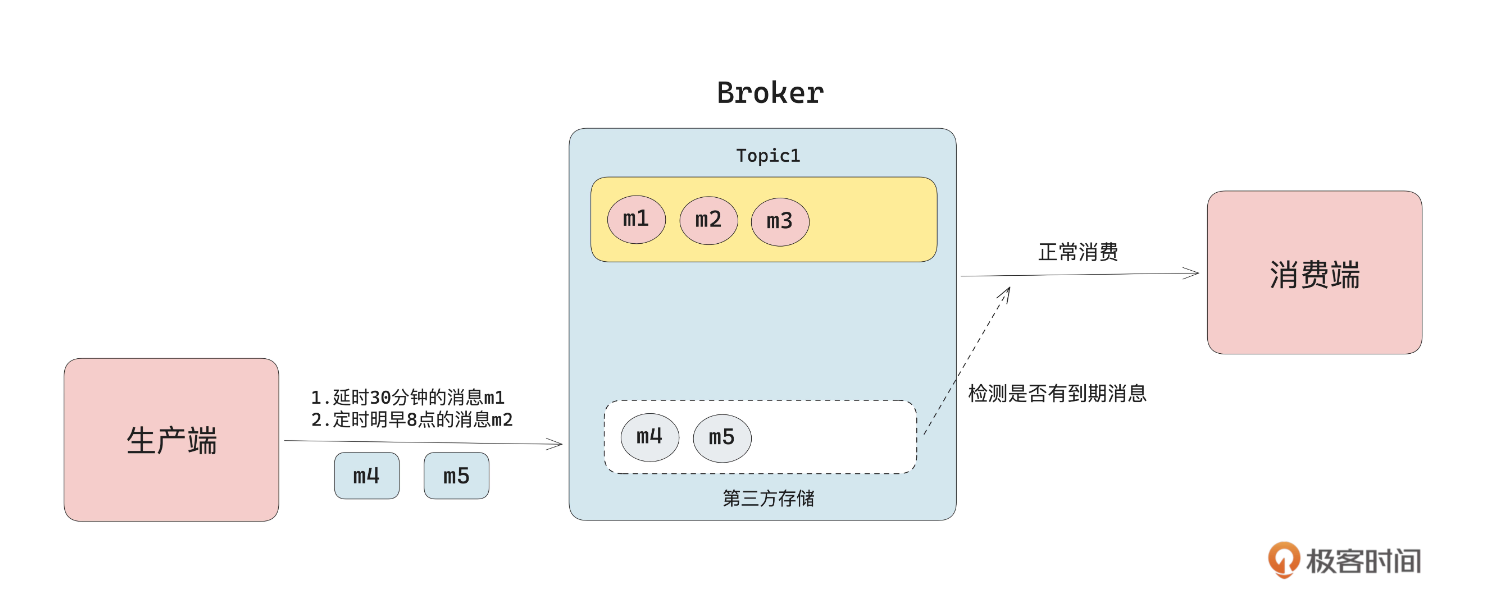 Broker
Topic1
m1 m2 m3
正常消费
消费端
1.延时30分钟的消息m1
2.定时明早8点的消息m2
生产端
m4 m5
m4 m5
检测是否有到期消息
第三方存储
极客时间